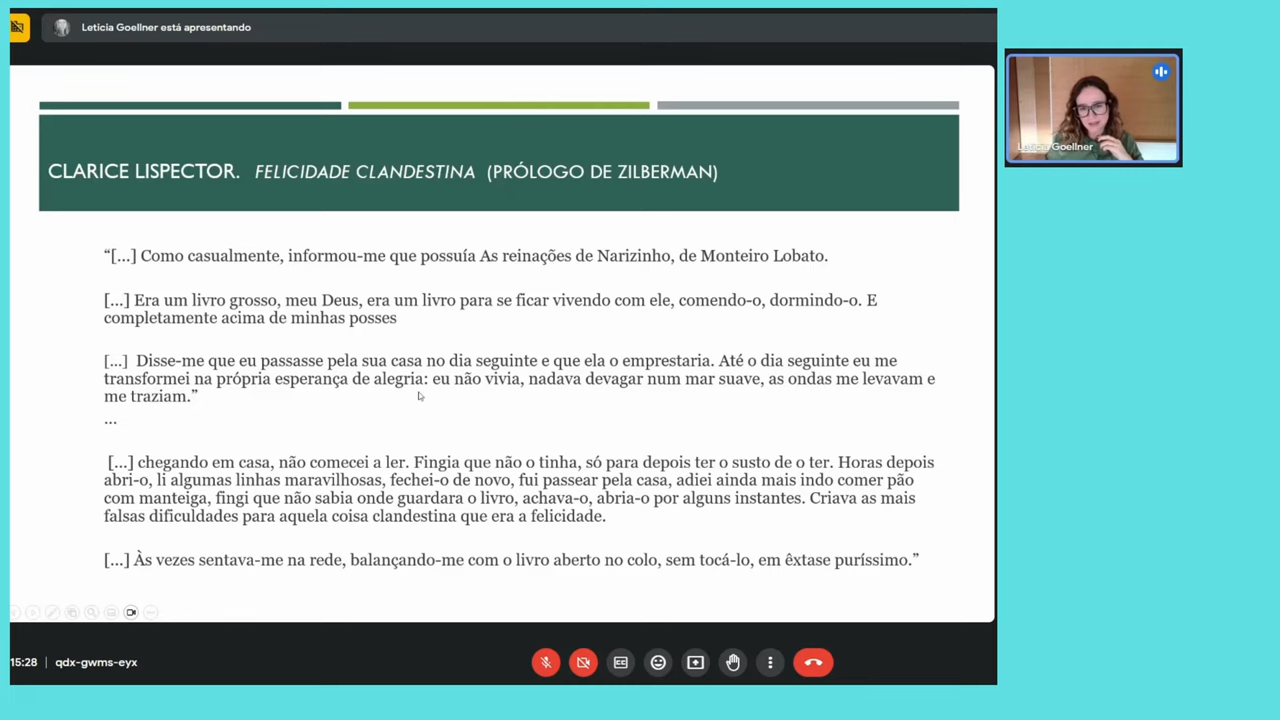 Leticia Goellner está apresentando
CLARICE LISPECTOR. FELICIDADE CLANDESTINA (PRÓLOGO DE ZILBERMAN)
Leticia Goellner
“[...] Como casualmente, informou-me que possuía As reinações de Narizinho, de Monteiro Lobato.
[...] Era um livro grosso, meu Deus, era um livro para se ficar vivendo com ele, comendo-o, dormindo-o. E
completamente acima de minhas posses
[...] Disse-me que eu passasse pela sua casa no dia seguinte e que ela o emprestaria. Até o dia seguinte eu me
transformei na própria esperança de alegria: eu não vivia, nadava devagar num mar suave, as ondas me levavam e
me traziam.”
...
[...] chegando em casa, não comecei a ler. Fingia que não o tinha, só para depois ter o susto de o ter. Horas depois
abri-o, li algumas linhas maravilhosas, fechei-o de novo, fui passear pela casa, adiei ainda mais indo comer pão
com manteiga, fingi que não sabia onde guardara o livro, achava-o, abria-o por alguns instantes. Criava as mais
falsas dificuldades para aquela coisa clandestina que era a felicidade.
[...] Às vezes sentava-me na rede, balançando-me com o livro aberto no colo, sem tocá-lo, em êxtase puríssimo.”
15:28 | qdx-gwms-eyx